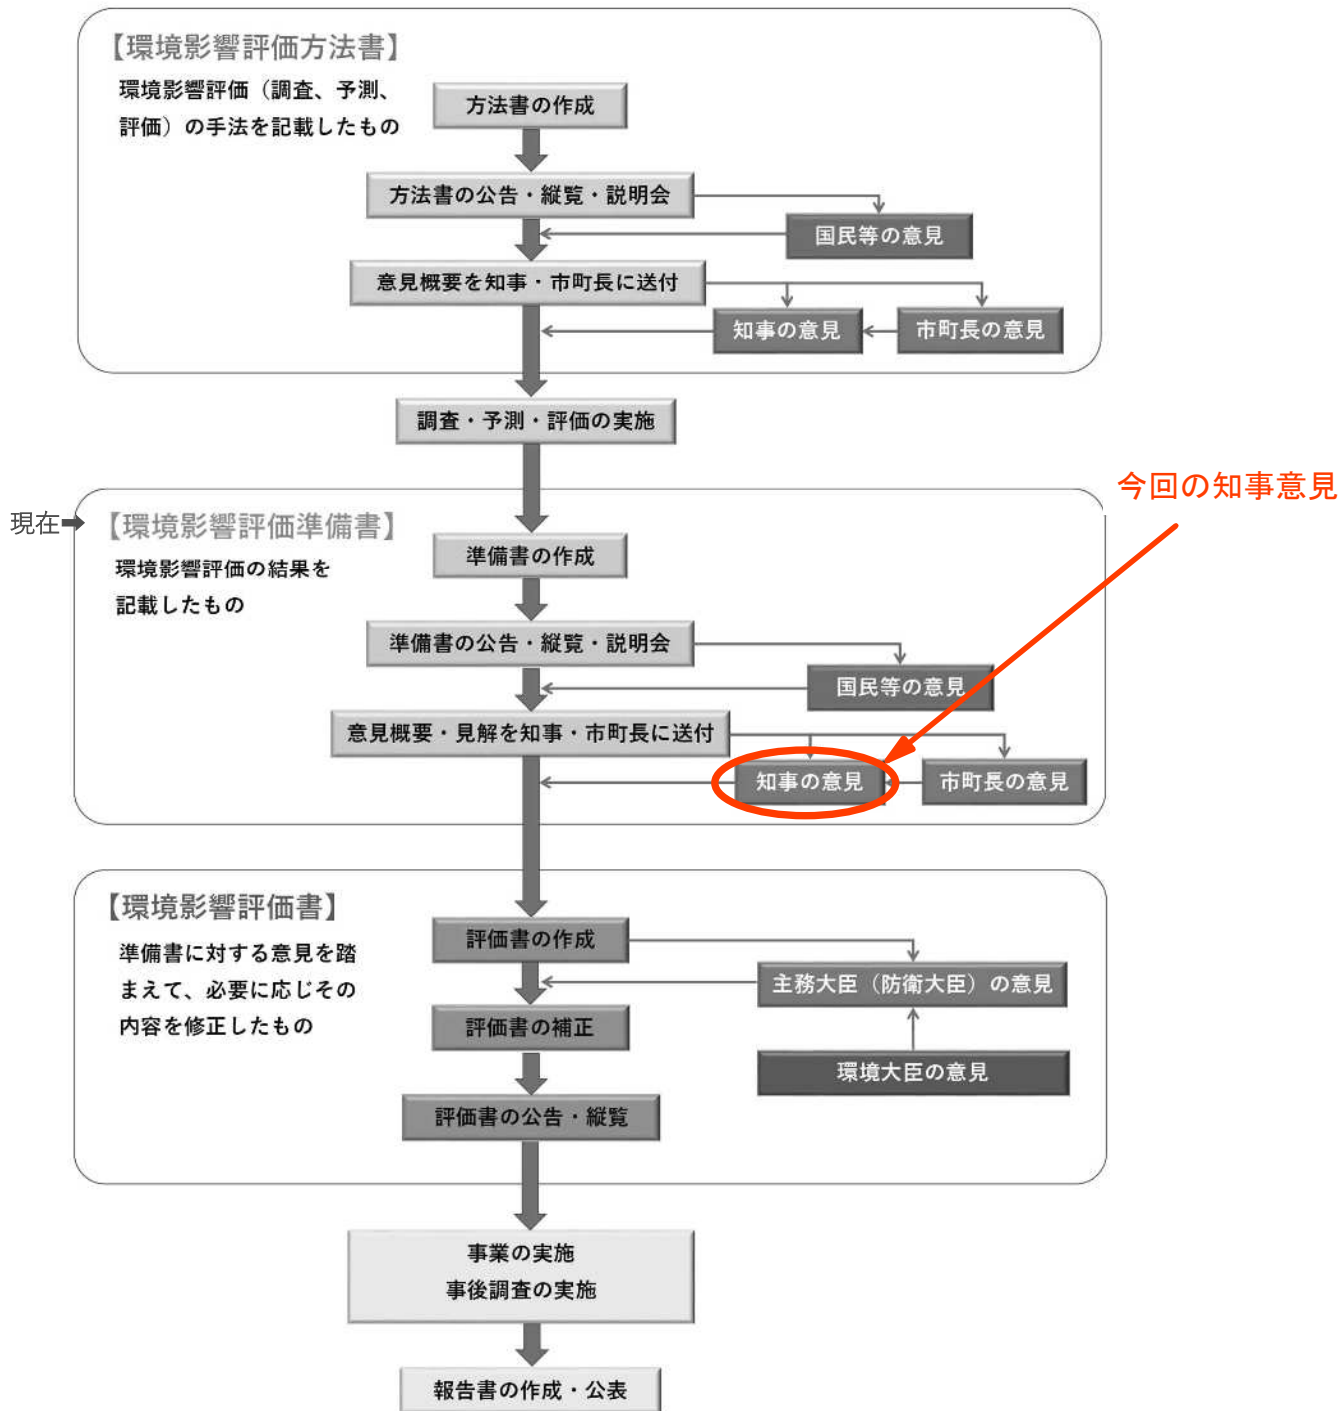 【環境影響評価方法書】
環境影響評価（調査、予測、
評価）の手法を記載したもの
方法書の作成
方法書の公告・縦覧・説明会
国民等の意見
意見概要を知事・市町長に送付
知事の意見
市町長の意見
調査・予測・評価の実施
今回の知事意見
現在➡
【環境影響評価準備書】
環境影響評価の結果を
記載したもの
準備書の作成
準備書の公告・縦覧・説明会
国民等の意見
意見概要・見解を知事・市町長に送付
知事の意見
市町長の意見
【環境影響評価書】
準備書に対する意見を踏
まえて、必要に応じその
内容を修正したもの
評価書の作成
主務大臣（防衛大臣）の意見
評価書の補正
環境大臣の意見
評価書の公告・縦覧
事業の実施
事後調査の実施
報告書の作成・公表